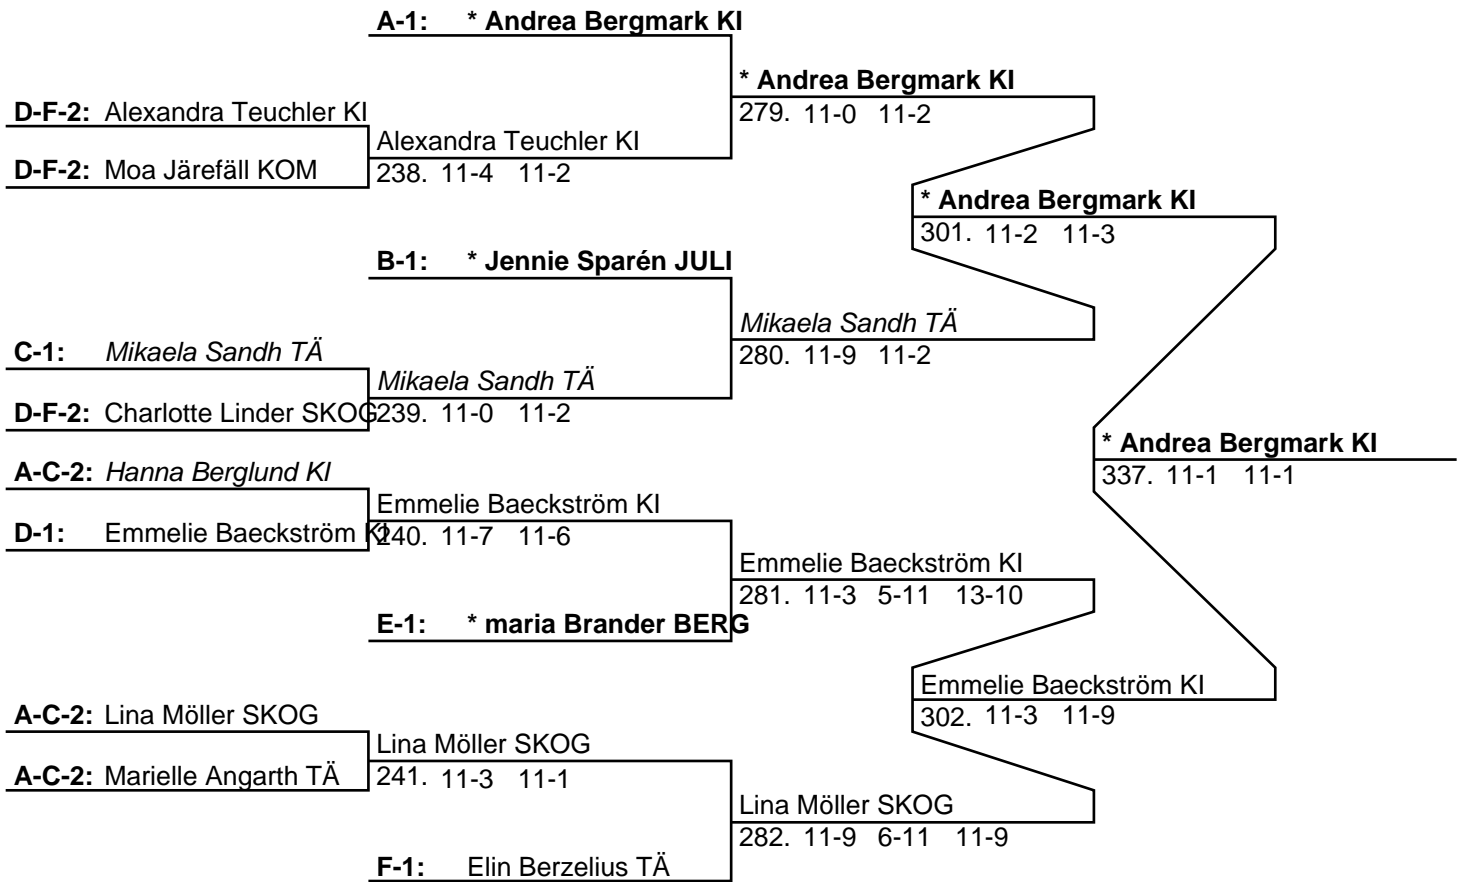 A-1: * Andrea Bergmark KI
* Andrea Bergmark KI
D-F-2: Alexandra Teuchler KI
279. 11-0 11-2
Alexandra Teuchler KI
D-F-2: Moa Järefäll KOM
238. 11-4 11-2
* Andrea Bergmark KI
301. 11-2 11-3
B-1: * Jennie Sparén JULI
Mikaela Sandh TÄ
C-1: Mikaela Sandh TÄ
280. 11-9 11-2
Mikaela Sandh TÄ
D-F-2: Charlotte Linder SKOG
239. 11-0 11-2
* Andrea Bergmark KI
A-C-2: Hanna Berglund KI
337. 11-1 11-1
Emmelie Baeckström KI
D-1: Emmelie Baeckström KI
240. 11-7 11-6
Emmelie Baeckström KI
281. 11-3 5-11 13-10
E-1: * maria Brander BERG
Emmelie Baeckström KI
A-C-2: Lina Möller SKOG
302. 11-3 11-9
Lina Möller SKOG
A-C-2: Marielle Angarth TÄ
241. 11-3 11-1
Lina Möller SKOG
282. 11-9 6-11 11-9
F-1: Elin Berzelius TÄ